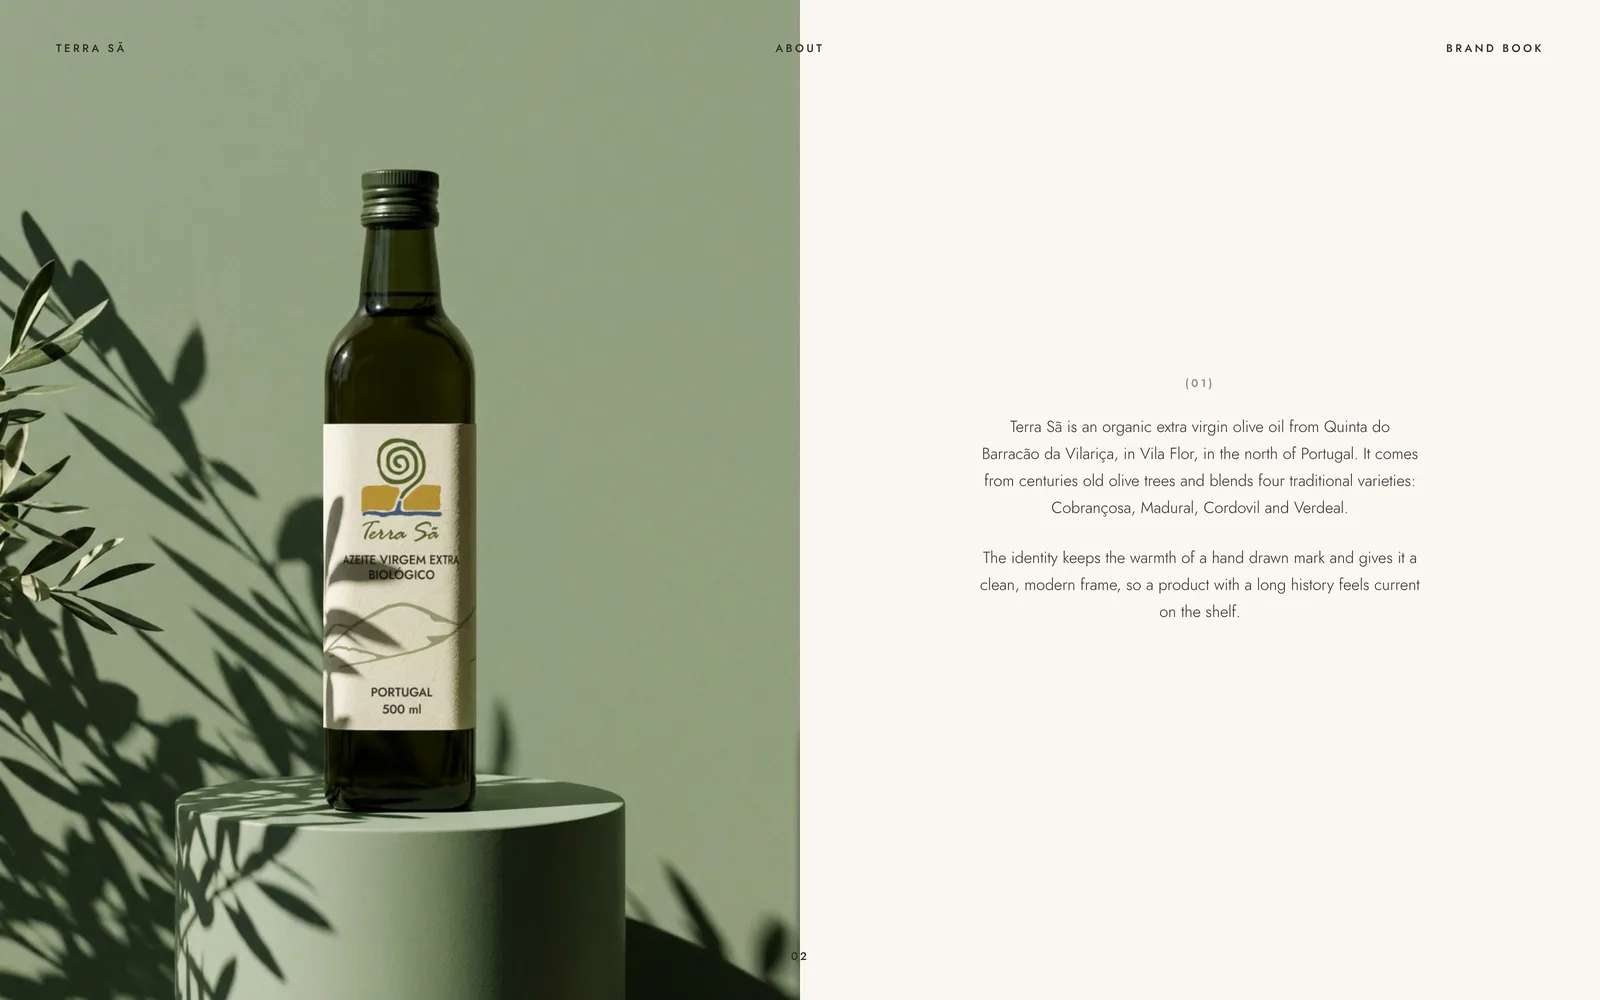 TERRA SÃ
ABOUT
BRAND BOOK
Terra Sã
AZEITE VIRGEM EXTRA
BIOLÓGICO
PORTUGAL
500 ml
(01)
Terra Sã is an organic extra virgin olive oil from Quinta do
Barracão da Vilariça, in Vila Flor, in the north of Portugal. It comes
from centuries old olive trees and blends four traditional varieties:
Cobrançosa, Madural, Cordovil and Verdeal.
The identity keeps the warmth of a hand drawn mark and gives it a
clean, modern frame, so a product with a long history feels current
on the shelf.
02